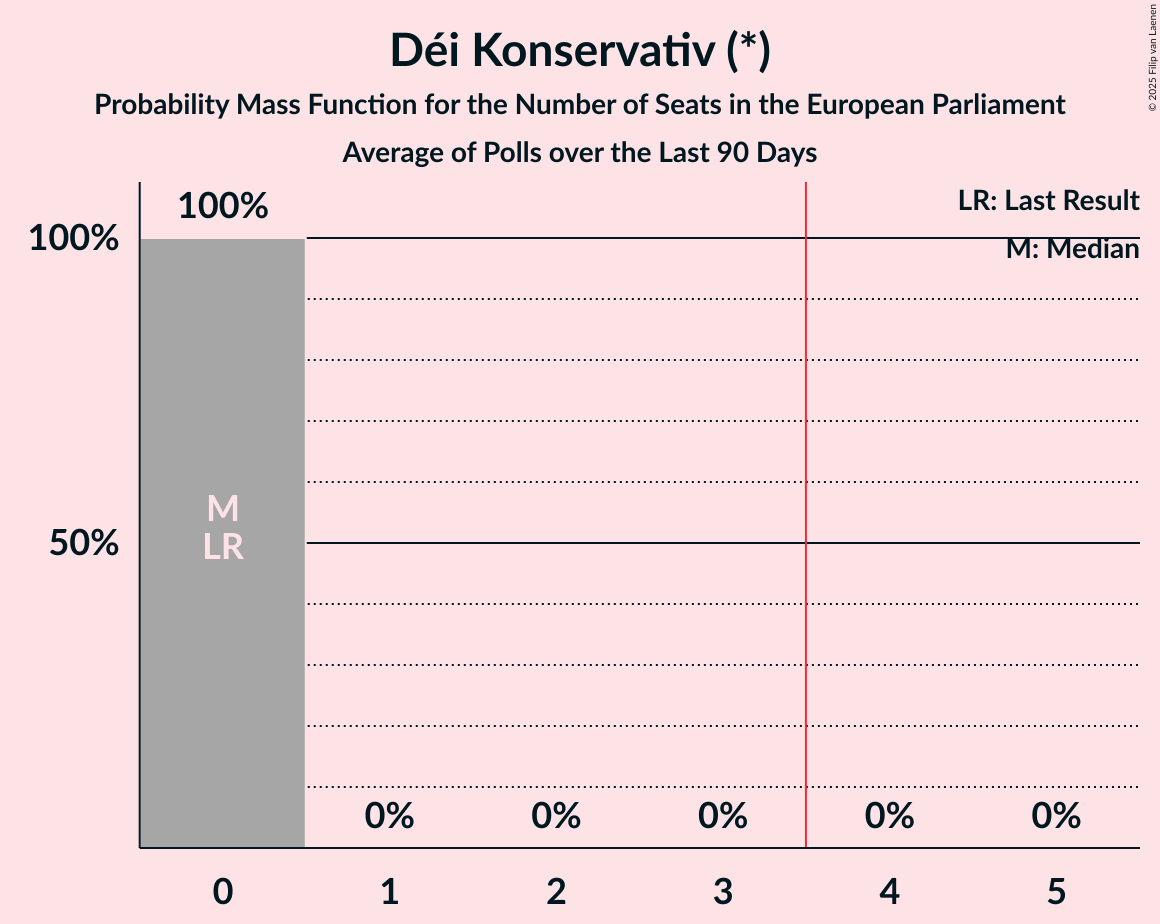 Déi Konservativ (*)
Probability Mass Function for the Number of Seats in the European Parliament
Average of Polls over the Last 90 Days
© 2025 Filip van Laenen
LR: Last Result
M: Median
100%
100%
50%
M
LR
0% 0% 0% 0% 0%
0 1 2 3 4 5